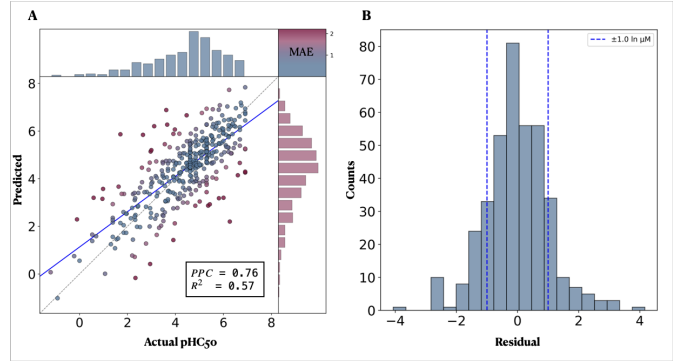 A
B
MAE
2
1
8
6
4
2
0
Predicted
PPC = 0.76
R² = 0.57
0
2
4
6
8
Actual pHC50
±1.0 ln μM
80
70
60
50
40
30
20
10
0
Counts
−4
−2
0
2
4
Residual